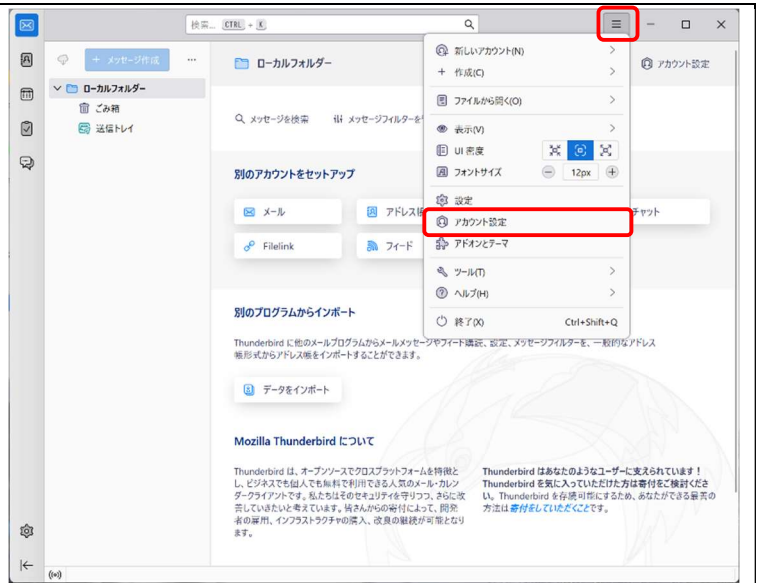 検索... CTRL + K
+ メッセージ作成 ...
ローカルフォルダー
ごみ箱
送信トレイ
ローカルフォルダー
アカウント設定
メッセージを検索 メッセージフィルターを
別のアカウントをセットアップ
メール
アドレス
チャット
Filelink
フィード
別のプログラムからインポート
Thunderbird に他のメールプログラムからメールメッセージやフィード購読、設定、メッセージフィルターを、一般的なアドレス
帳形式からアドレス帳をインポートすることができます。
データをインポート
Mozilla Thunderbird について
Thunderbird は、オープンソースでクロスプラットフォームを特徴と
し、ビジネスでも個人でも無料で利用できる人気のメール・カレン
ダークライアントです。私たちはそのセキュリティを守りつつ、さらに改
善していきたいと考えています。皆さんからの寄付によって、開発
者の雇用、インフラストラクチャの購入、改良の継続が可能となり
ます。
Thunderbird はあなたのようなユーザーに支えられています！
Thunderbird を気に入っていただけた方は寄付をご検討くださ
い。Thunderbird を存続可能にするため、あなたができる最善の
方法は寄付をしていただくことです。
新しいアカウント(N)
作成(C)
ファイルから開く(O)
表示(V)
UI 密度
フォントサイズ 12px
設定
アカウント設定
アドオンとテーマ
ツール(T)
ヘルプ(H)
終了(X) Ctrl+Shift+Q